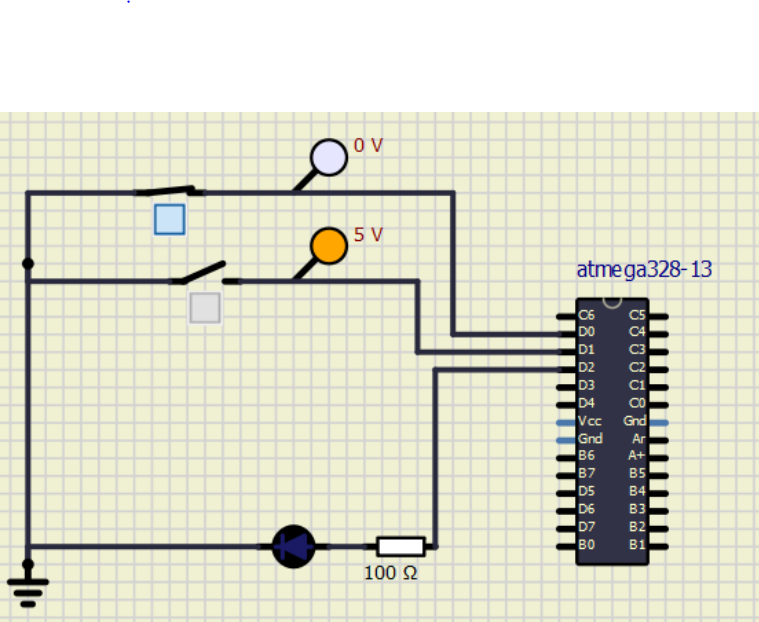 0 V
5 V
atmega328-13
C6 C5
D0 C4
D1 C3
D2 C2
D3 C1
D4 C0
Vcc Gnd
Gnd Ar
B6 A+
B7 B5
D5 B4
D6 B3
D7 B2
B0 B1
100 Ω